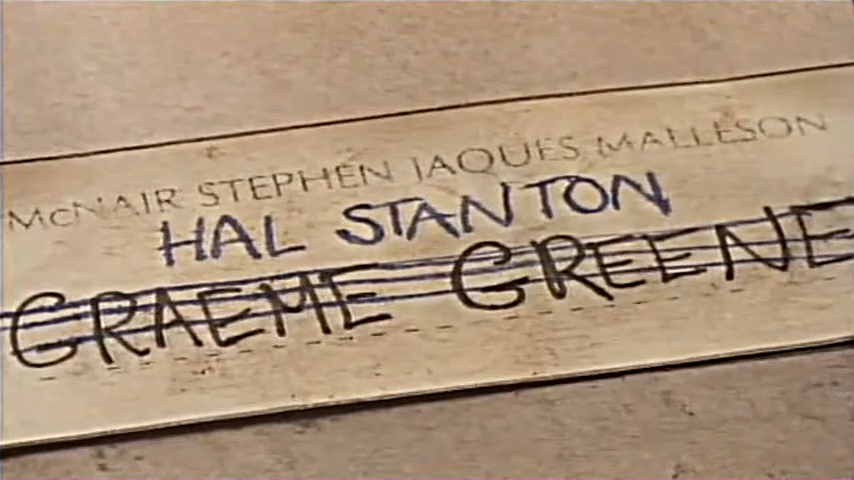 McNAIR STEPHEN JAQUES MALLESON
HAL STANTON
GRAEME GREENE